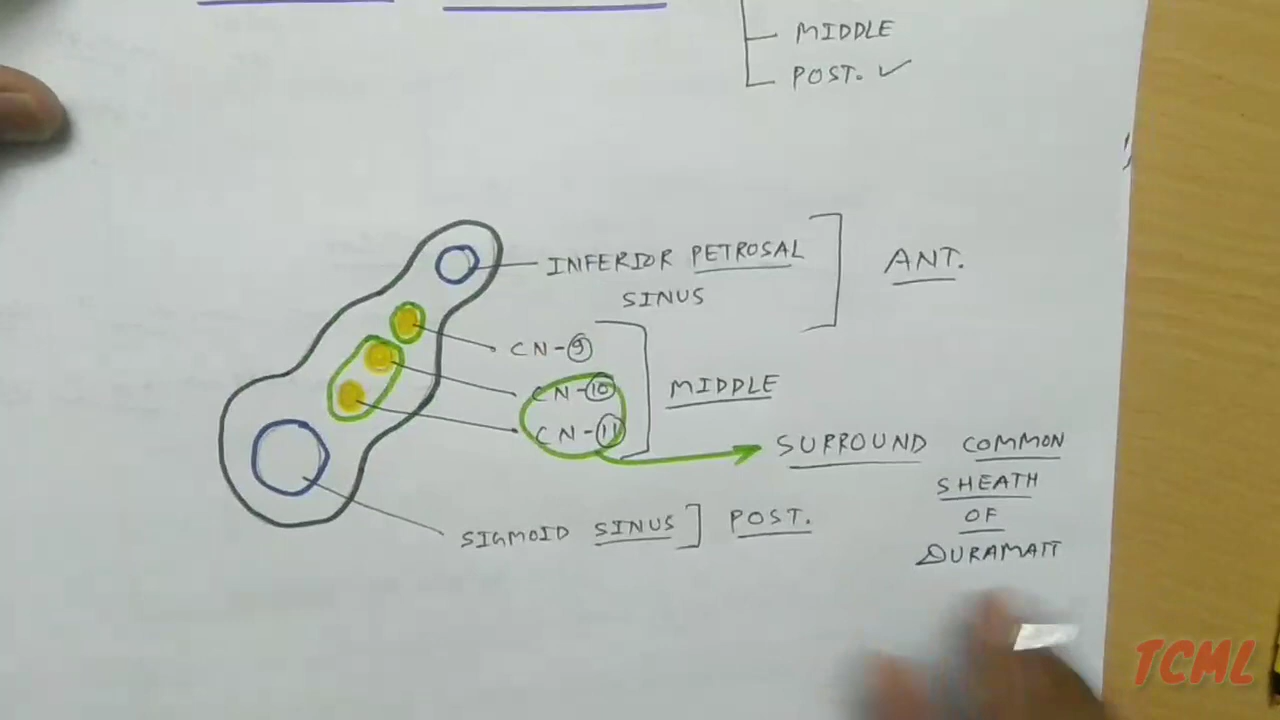 MIDDLE
POST. ✓
INFERIOR PETROSAL
SINUS
ANT.
CN-9
CN-10
CN-11
MIDDLE
SURROUND COMMON
SHEATH
OF
DURAMATT
SIGMOID SINUS
POST.
TCML